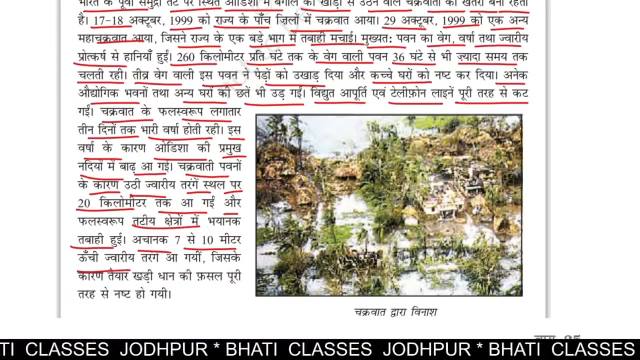 भारत के पूर्वी समुद्री तट पर स्थित ओडिशा में बंगाल की खाड़ी से उठने वाले चक्रवातों का खतरा बना रहता
है। 17-18 अक्टूबर, 1999 को राज्य के पाँच ज़िलों में चक्रवात आया। 29 अक्टूबर, 1999 को एक अन्य
महाचक्रवात आया, जिसने राज्य के एक बड़े भाग में तबाही मचाई। मुख्यत: पवन का वेग, वर्षा तथा ज्वारीय
प्रोत्कर्ष से हानियाँ हुई। 260 किलोमीटर प्रति घंटे तक के वेग वाली पवन 36 घंटे से भी ज़्यादा समय तक
चलती रही। तीव्र वेग वाली इस पवन ने पेड़ों को उखाड़ दिया और कच्चे घरों को नष्ट कर दिया। अनेक
औद्योगिक भवनों तथा अन्य घरों की छतें भी उड़ गईं। विद्युत आपूर्ति एवं टेलीफ़ोन लाइनें पूरी तरह से कट
गईं। चक्रवात के फलस्वरूप लगातार
तीन दिनों तक भारी वर्षा होती रही। इस
वर्षा के कारण ओडिशा की प्रमुख
नदियों में बाढ़ आ गई। चक्रवाती पवनों
के कारण उठी ज्वारीय तरंगें स्थल पर
20 किलोमीटर तक आ गईं और
फलस्वरूप तटीय क्षेत्रों में भयानक
तबाही हुई। अचानक 7 से 10 मीटर
ऊँची ज्वारीय तरंगें आ गयीं, जिसके
कारण तैयार खड़ी धान की फ़सल पूरी
तरह से नष्ट हो गयी।
चक्रवात द्वारा विनाश
TI CLASSES JODHPUR * BHATI CLASSES JODHPUR * BHATI CLASSES